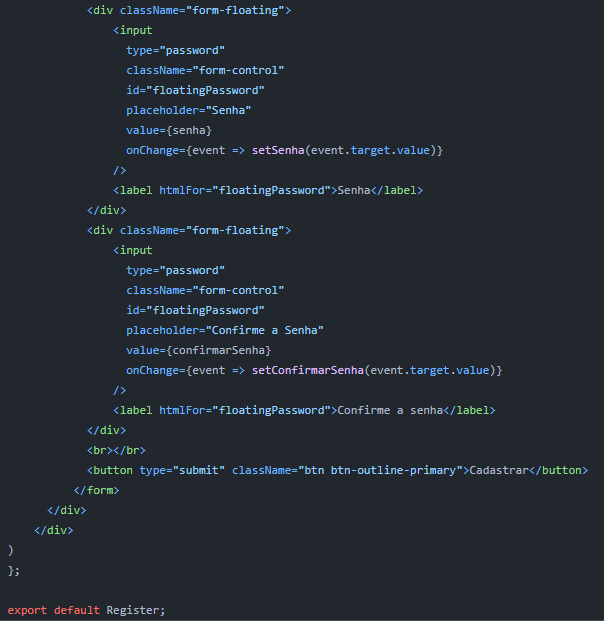 <div className="form-floating">
<input
type="password"
className="form-control"
id="floatingPassword"
placeholder="Senha"
value={senha}
onChange={event => setSenha(event.target.value)}
/>
<label htmlFor="floatingPassword">Senha</label>
</div>
<div className="form-floating">
<input
type="password"
className="form-control"
id="floatingPassword"
placeholder="Confirme a Senha"
value={confirmarSenha}
onChange={event => setConfirmarSenha(event.target.value)}
/>
<label htmlFor="floatingPassword">Confirme a senha</label>
</div>
<br></br>
<button type="submit" className="btn btn-outline-primary">Cadastrar</button>
</form>
</div>
</div>
)
};
export default Register;